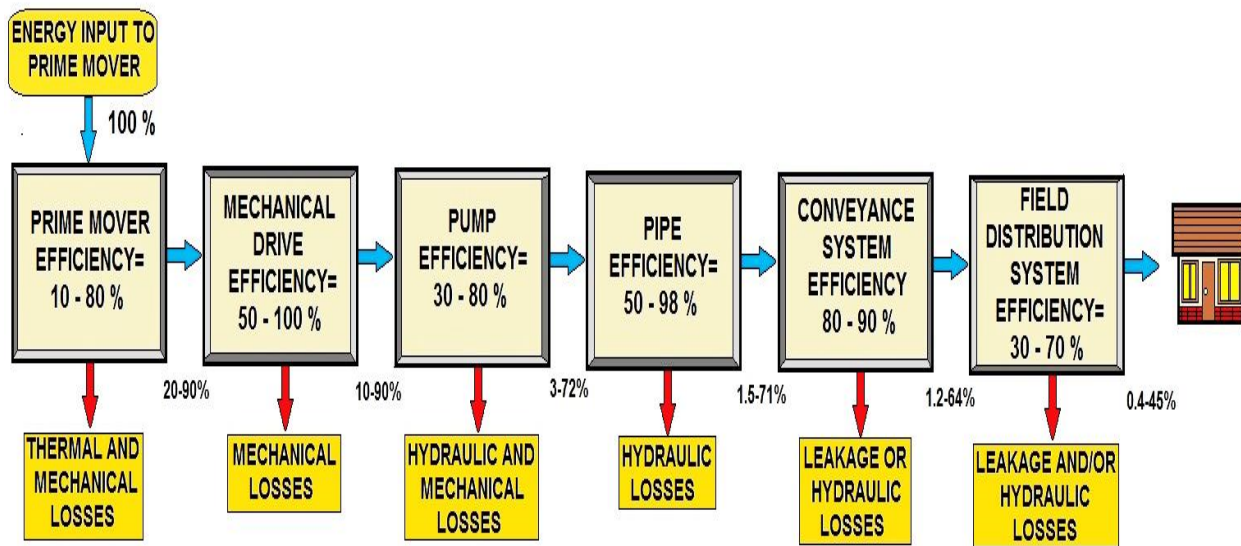 ENERGY INPUT TO
PRIME MOVER
100 %
PRIME MOVER
EFFICIENCY=
10 - 80 %
MECHANICAL
DRIVE
EFFICIENCY=
50 - 100 %
PUMP
EFFICIENCY=
30 - 80 %
PIPE
EFFICIENCY=
50 - 98 %
CONVEYANCE
SYSTEM
EFFICIENCY
80 - 90 %
FIELD
DISTRIBUTION
SYSTEM
EFFICIENCY=
30 - 70 %
20-90%
10-90%
3-72%
1.5-71%
1.2-64%
0.4-45%
THERMAL AND
MECHANICAL
LOSSES
MECHANICAL
LOSSES
HYDRAULIC AND
MECHANICAL
LOSSES
HYDRAULIC
LOSSES
LEAKAGE OR
HYDRAULIC
LOSSES
LEAKAGE AND/OR
HYDRAULIC
LOSSES